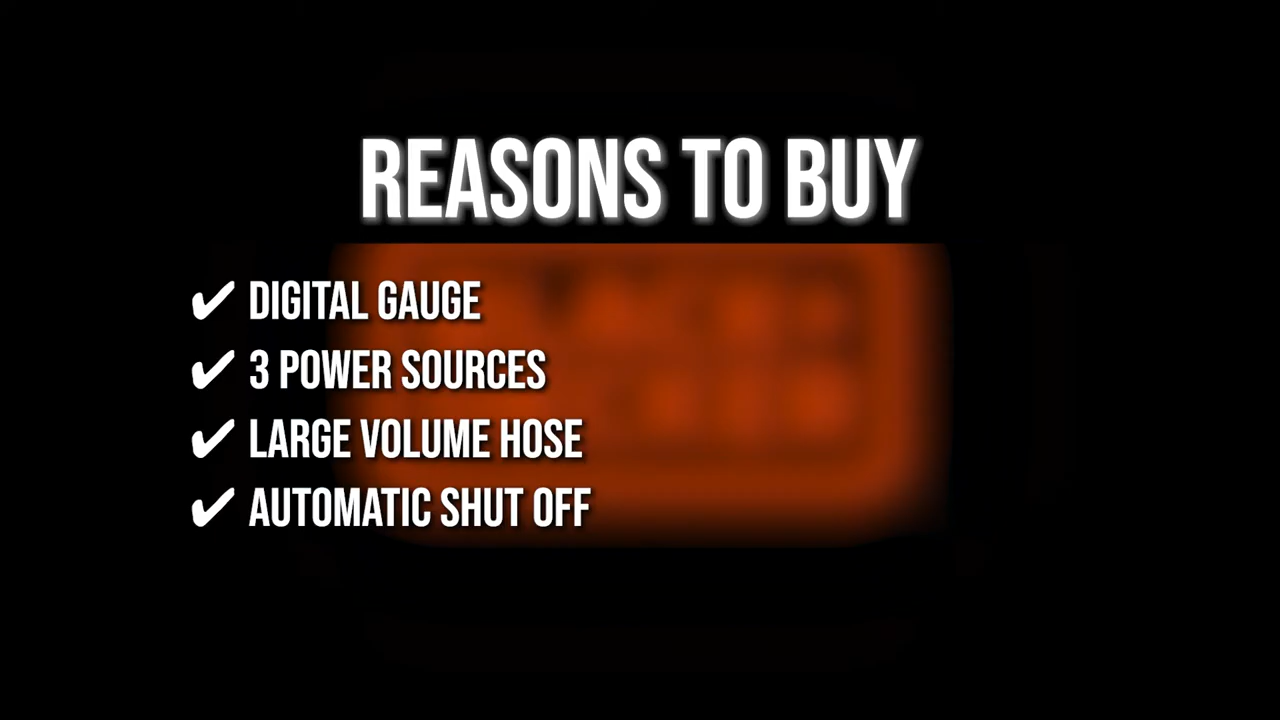 REASONS TO BUY
✔ DIGITAL GAUGE
✔ 3 POWER SOURCES
✔ LARGE VOLUME HOSE
✔ AUTOMATIC SHUT OFF